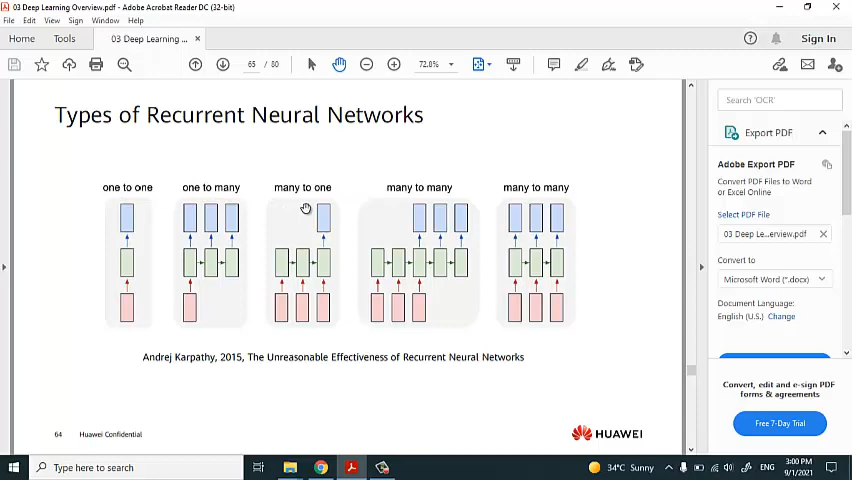 03 Deep Learning Overview.pdf - Adobe Acrobat Reader DC (32-bit)
File Edit View Sign Window Help
Home Tools 03 Deep Learning ... × Sign In
65 / 80 72.8%
Types of Recurrent Neural Networks
one to one one to many many to one many to many many to many
Andrej Karpathy, 2015, The Unreasonable Effectiveness of Recurrent Neural Networks
64 Huawei Confidential
HUAWEI
Search 'OCR'
Export PDF
Adobe Export PDF
Convert PDF Files to Word
or Excel Online
Select PDF File
03 Deep Le...erview.pdf
Convert to
Microsoft Word (*.docx)
Document Language:
English (U.S.) Change
Convert, edit and e-sign PDF
forms & agreements
Free 7-Day Trial
Type here to search
34°C Sunny
ENG
3:00 PM
9/1/2021